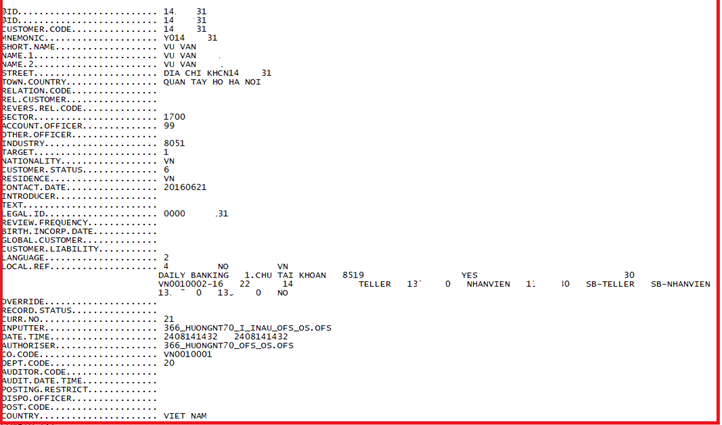 @ID......................... 14. 31
@ID......................... 14 31
CUSTOMER.CODE............... 14 31
MNEMONIC.................... Y014 31
SHORT.NAME.................. VU VAN
NAME.1...................... VU VAN
NAME.2...................... VU VAN
STREET...................... DIA CHI KHCN14 31
TOWN.COUNTRY................ QUAN TAY HO HA NOI
RELATION.CODE...............
REL.CUSTOMER................
REVERS.REL.CODE.............
SECTOR...................... 1700
ACCOUNT.OFFICER............. 99
OTHER.OFFICER...............
INDUSTRY.................... 8051
TARGET...................... 1
NATIONALITY................. VN
CUSTOMER.STATUS............. 6
RESIDENCE................... VN
CONTACT.DATE................ 20160621
INTRODUCER..................
TEXT........................
LEGAL.ID.................... 0000 .31
REVIEW.FREQUENCY............
BIRTH.INCORP.DATE...........
GLOBAL.CUSTOMER.............
CUSTOMER.LIABILITY..........
LANGUAGE.................... 2
LOCAL.REF................... 4 NO VN
DAILY BANKING 1.CHU TAI KHOAN 8519 YES 30
VN0010002-16 22 14 TELLER 13 0 NHANVIEN 0 SB-TELLER SB-NHANVIEN
13. 0 13. 0 NO
OVERRIDE....................
RECORD.STATUS...............
CURR.NO..................... 21
INPUTTER.................... 366_HUONGNT70_I_INAU_OFS_OS.OFS
DATE.TIME................... 2408141432 2408141432
AUTHORISER.................. 366_HUONGNT70_OFS_OS.OFS
CO.CODE..................... VN0010001
DEPT.CODE................... 20
AUDITOR.CODE................
AUDIT.DATE.TIME.............
POSTING.RESTRICT............
DISPO.OFFICER...............
POST.CODE...................
COUNTRY..................... VIET NAM